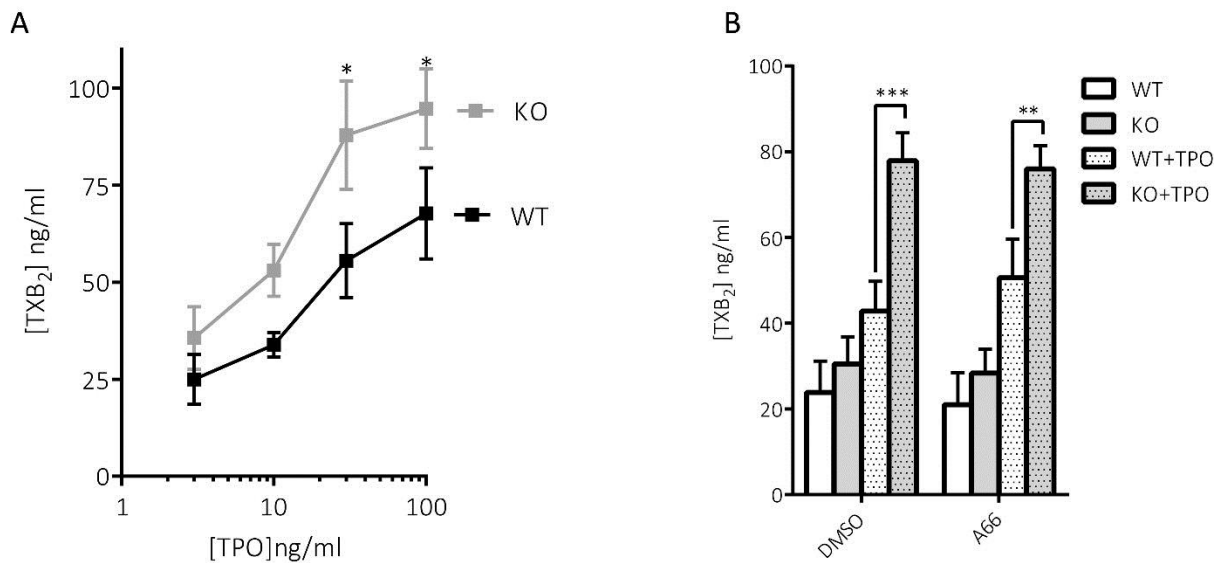 A
100
75
50
25
0
[TXB₂] ng/ml
1
10
100
[TPO]ng/ml
*
*
KO
WT
B
100
80
60
40
20
0
[TXB₂] ng/ml
***
**
DMSO
A66
WT
KO
WT+TPO
KO+TPO